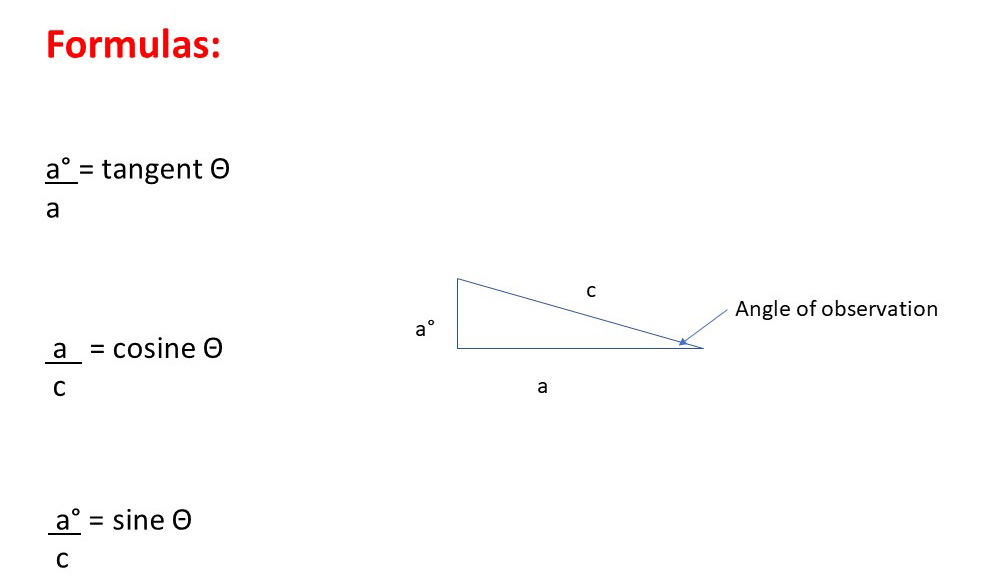 Formulas:
a° = tangent Θ
a
a = cosine Θ
c
a° = sine Θ
c
c
Angle of observation
a°
a